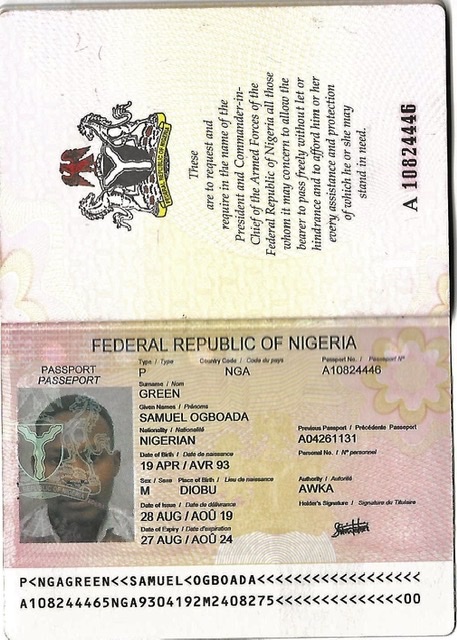 These
are to request and
require in the name of the
President and Commander-in-
Chief of the Armed Forces of the
Federal Republic of Nigeria all those
whom it may concern to allow the
bearer to pass freely without let or
hindrance and to afford him or her
every assistance and protection
of which he or she may
stand in need.
A 10824446
FEDERAL REPUBLIC OF NIGERIA
PASSPORT
PASSEPORT
Type / Type Country Code / Code du pays Passport No. / Passeport N°
P NGA A10824446
Surname / Nom
GREEN
Given Names / Prénoms
SAMUEL OGBOADA
Nationality / Nationalité Previous Passport / Précédente Passeport
NIGERIAN A04261131
Date of Birth / Date de naissance Personal No. / N° personnel
19 APR / AVR 93
Sex / Sexe Place of Birth / Lieu de naissance Authority / Autorité
M DIOBU AWKA
Date of Issue / Date de délivrance Holder's Signature / Signature du Titulaire
28 AUG / AOÛ 19
Date of Expiry / Date d'expiration
27 AUG / AOÛ 24
P<NGAGREEN<<SAMUEL<OGBOADA<<<<<<<<<<<<<<<<<<
A108244465NGA9304192M2408275<<<<<<<<<<<<<<00